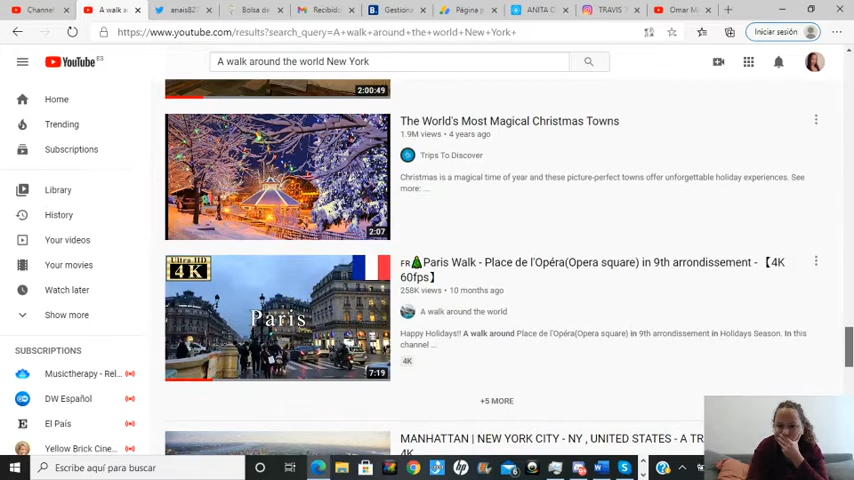 Channel
A walk a
anais827
Bolsa de
Recibido
Gestiona
Página p
ANITA C
TRAVIS
Omar M
https://www.youtube.com/results?search_query=A+walk+around+the+world+New+York+
Iniciar sesión
YouTube ES
A walk around the world New York
Home
Trending
Subscriptions
Library
History
Your videos
Your movies
Watch later
Show more
SUBSCRIPTIONS
Musictherapy - Rel...
DW Español
El País
Yellow Brick Cine...
2:00:49
The World's Most Magical Christmas Towns
1.9M views • 4 years ago
Trips To Discover
Christmas is a magical time of year and these picture-perfect towns offer unforgettable holiday experiences. See
more: ...
2:07
Ultra HD
4K
Paris
7:19
FR🎄Paris Walk - Place de l'Opéra(Opera square) in 9th arrondissement - 【4K
60fps】
258K views • 10 months ago
A walk around the world
Happy Holidays!! A walk around Place de l'Opéra(Opera square) in 9th arrondissement in Holidays Season. In this
channel ...
4K
+5 MORE
MANHATTAN | NEW YORK CITY - NY , UNITED STATES - A TR
4K
Escribe aquí para buscar